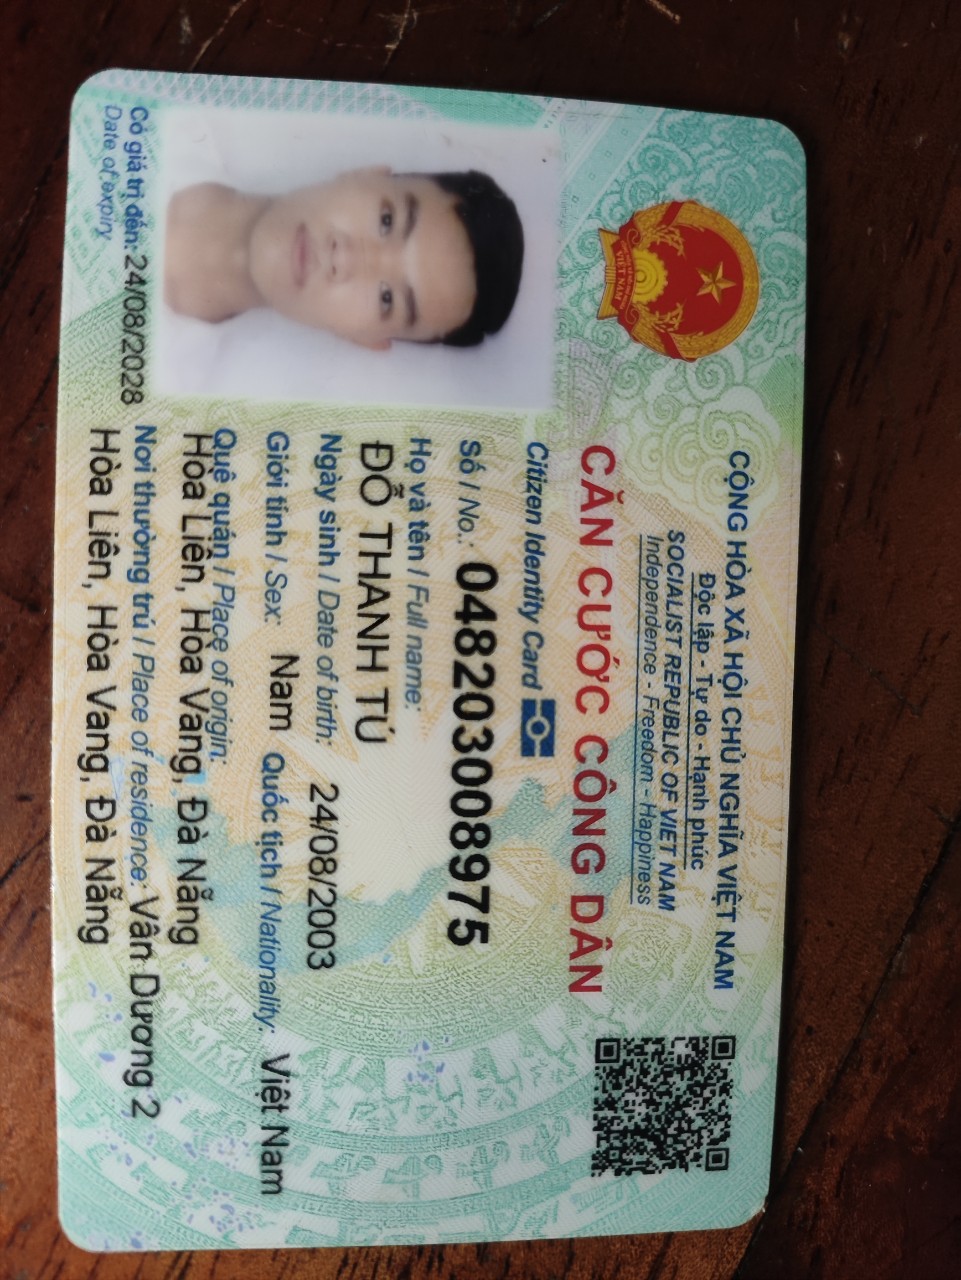 CỘNG HÒA XÃ HỘI CHỦ NGHĨA VIỆT NAM
Độc lập - Tự do - Hạnh phúc
SOCIALIST REPUBLIC OF VIET NAM
Independence - Freedom - Happiness
VIỆT NAM
CĂN CƯỚC CÔNG DÂN
Citizen Identity Card
Số / No.: 048203008975
Họ và tên / Full name:
ĐỖ THANH TÚ
Ngày sinh / Date of birth: 24/08/2003
Giới tính / Sex: Nam Quốc tịch / Nationality: Việt Nam
Quê quán / Place of origin:
Hòa Liên, Hòa Vang, Đà Nẵng
Nơi thường trú / Place of residence: Vân Dương 2
Hòa Liên, Hòa Vang, Đà Nẵng
Có giá trị đến: 24/08/2028
Date of expiry